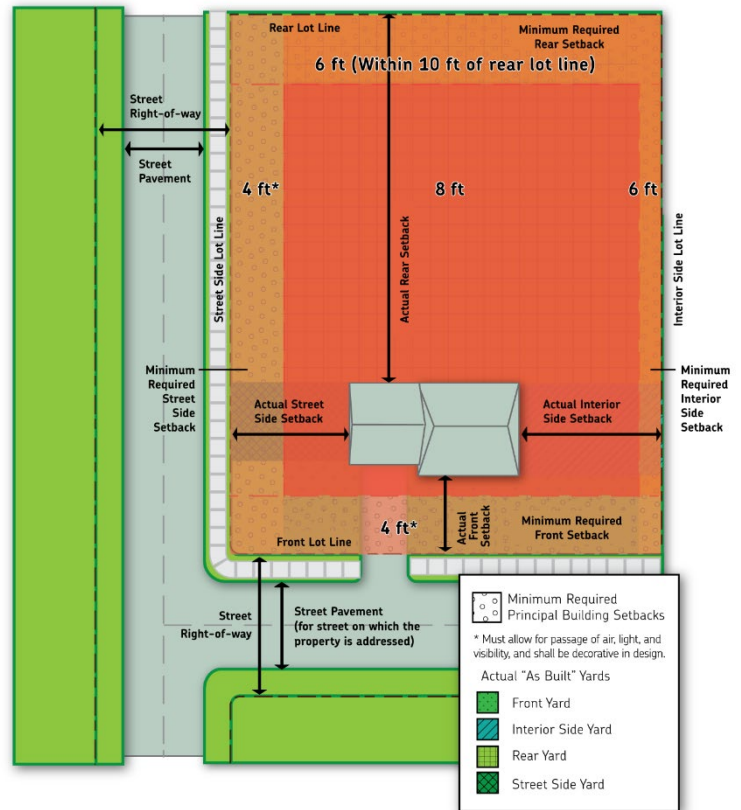 Rear Lot Line
Minimum Required
Rear Setback
6 ft (Within 10 ft of rear lot line)
Street
Right-of-way
Street
Pavement
4 ft*
8 ft
6 ft
Street Side Lot Line
Actual Rear Setback
Interior Side Lot Line
Minimum
Required
Street
Side
Setback
Actual Street
Side Setback
Actual Interior
Side Setback
Minimum
Required
Interior
Side
Setback
4 ft*
Front Lot Line
Actual
Front
Setback
Minimum Required
Front Setback
Street
Right-of-way
Street Pavement
(for street on which the
property is addressed)
Minimum Required
Principal Building Setbacks
* Must allow for passage of air, light, and
visibility, and shall be decorative in design.
Actual "As Built" Yards
Front Yard
Interior Side Yard
Rear Yard
Street Side Yard